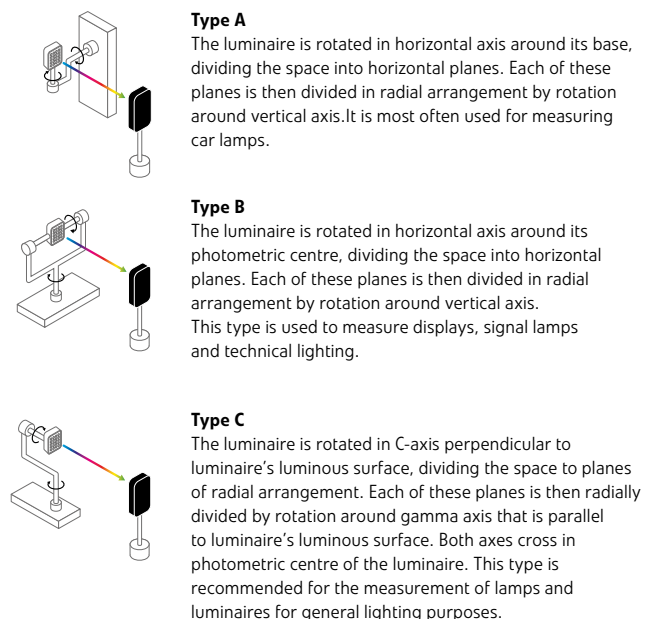 Type A
The luminaire is rotated in horizontal axis around its base,
dividing the space into horizontal planes. Each of these
planes is then divided in radial arrangement by rotation
around vertical axis.It is most often used for measuring
car lamps.
Type B
The luminaire is rotated in horizontal axis around its
photometric centre, dividing the space into horizontal
planes. Each of these planes is then divided in radial
arrangement by rotation around vertical axis.
This type is used to measure displays, signal lamps
and technical lighting.
Type C
The luminaire is rotated in C-axis perpendicular to
luminaire’s luminous surface, dividing the space to planes
of radial arrangement. Each of these planes is then radially
divided by rotation around gamma axis that is parallel
to luminaire’s luminous surface. Both axes cross in
photometric centre of the luminaire. This type is
recommended for the measurement of lamps and
luminaires for general lighting purposes.